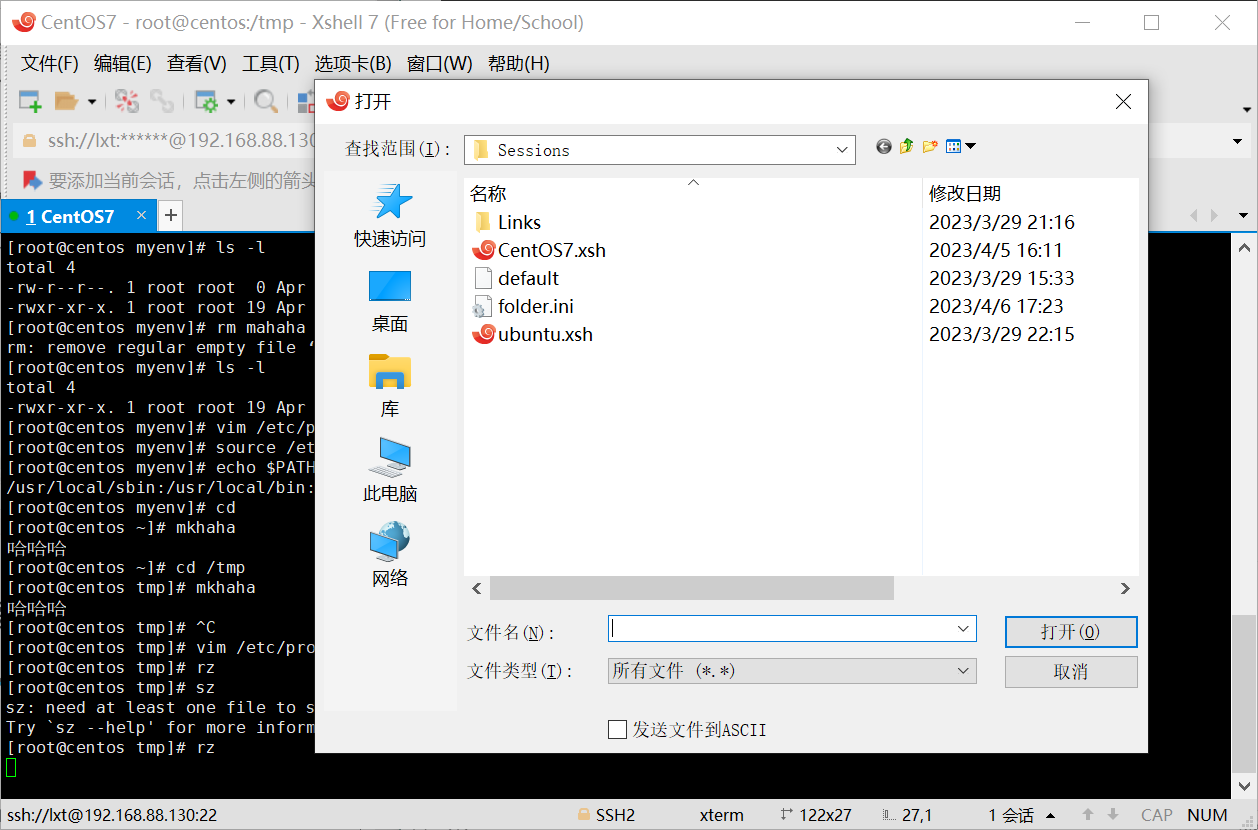 CentOS7 - root@centos:/tmp - Xshell 7 (Free for Home/School)
文件(F) 编辑(E) 查看(V) 工具(T) 选项卡(B) 窗口(W) 帮助(H)
ssh://lxt:******@192.168.88.130
要添加当前会话，点击左侧的箭头
1 CentOS7
[root@centos myenv]# ls -l
total 4
-rw-r--r--. 1 root root  0 Apr
-rwxr-xr-x. 1 root root 19 Apr
[root@centos myenv]# rm mahaha
rm: remove regular empty file ‘
[root@centos myenv]# ls -l
total 4
-rwxr-xr-x. 1 root root 19 Apr
[root@centos myenv]# vim /etc/p
[root@centos myenv]# source /et
[root@centos myenv]# echo $PATH
/usr/local/sbin:/usr/local/bin:
[root@centos myenv]# cd
[root@centos ~]# mkhaha
哈哈哈
[root@centos ~]# cd /tmp
[root@centos tmp]# mkhaha
哈哈哈
[root@centos tmp]# ^C
[root@centos tmp]# vim /etc/pro
[root@centos tmp]# rz
[root@centos tmp]# sz
sz: need at least one file to s
Try `sz --help' for more inform
[root@centos tmp]# rz
打开
查找范围(I): Sessions
快速访问
桌面
库
此电脑
网络
名称 修改日期
Links 2023/3/29 21:16
CentOS7.xsh 2023/4/5 16:11
default 2023/3/29 15:33
folder.ini 2023/4/6 17:23
ubuntu.xsh 2023/3/29 22:15
文件名(N): 打开(O)
文件类型(T): 所有文件 (*.*) 取消
发送文件到ASCII
ssh://lxt@192.168.88.130:22 SSH2 xterm 122x27 27,1 1 会话 CAP NUM